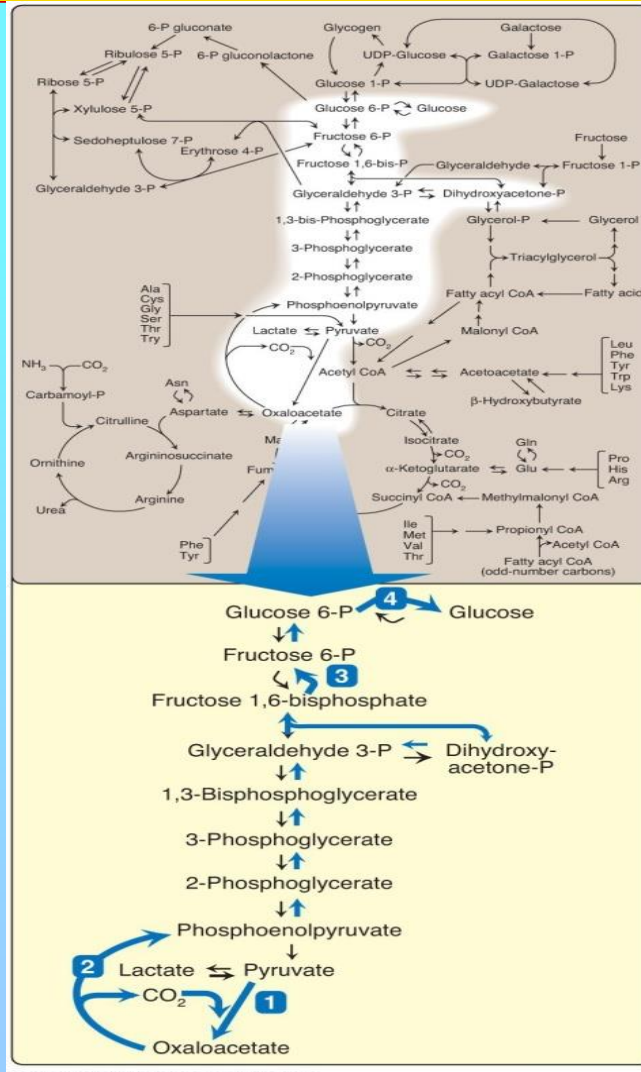 6-P gluconate
Ribulose 5-P
6-P gluconolactone
Glycogen
Galactose
UDP-Glucose
Galactose 1-P
Ribose 5-P
Glucose 1-P
UDP-Galactose
Xylulose 5-P
Glucose 6-P
Glucose
Sedoheptulose 7-P
Fructose 6-P
Erythrose 4-P
Fructose
Fructose 1,6-bis-P
Glyceraldehyde
Fructose 1-P
Glyceraldehyde 3-P
Glyceraldehyde 3-P
Dihydroxyacetone-P
1,3-bis-Phosphoglycerate
Glycerol-P
Glycerol
3-Phosphoglycerate
Triacylglycerol
2-Phosphoglycerate
Ala
Cys
Gly
Ser
Thr
Try
Fatty acyl CoA
Fatty acid
Phosphoenolpyruvate
Lactate
Pyruvate
Malonyl CoA
CO2
CO2
NH3
CO2
Acetyl CoA
Acetoacetate
Leu
Phe
Tyr
Trp
Lys
Carbamoyl-P
Asn
β-Hydroxybutyrate
Citrulline
Aspartate
Oxaloacetate
Citrate
Ma
Isocitrate
Gln
Argininosuccinate
CO2
Ornithine
Fum
α-Ketoglutarate
Glu
Pro
His
Arg
CO2
Arginine
Succinyl CoA
Methylmalonyl CoA
Urea
Phe
Tyr
Ile
Met
Val
Thr
Propionyl CoA
Acetyl CoA
Fatty acyl CoA
(odd-number carbons)
4
Glucose 6-P
Glucose
Fructose 6-P
3
Fructose 1,6-bisphosphate
Glyceraldehyde 3-P
Dihydroxy-
acetone-P
1,3-Bisphosphoglycerate
3-Phosphoglycerate
2-Phosphoglycerate
Phosphoenolpyruvate
2
Lactate
Pyruvate
CO2
1
Oxaloacetate